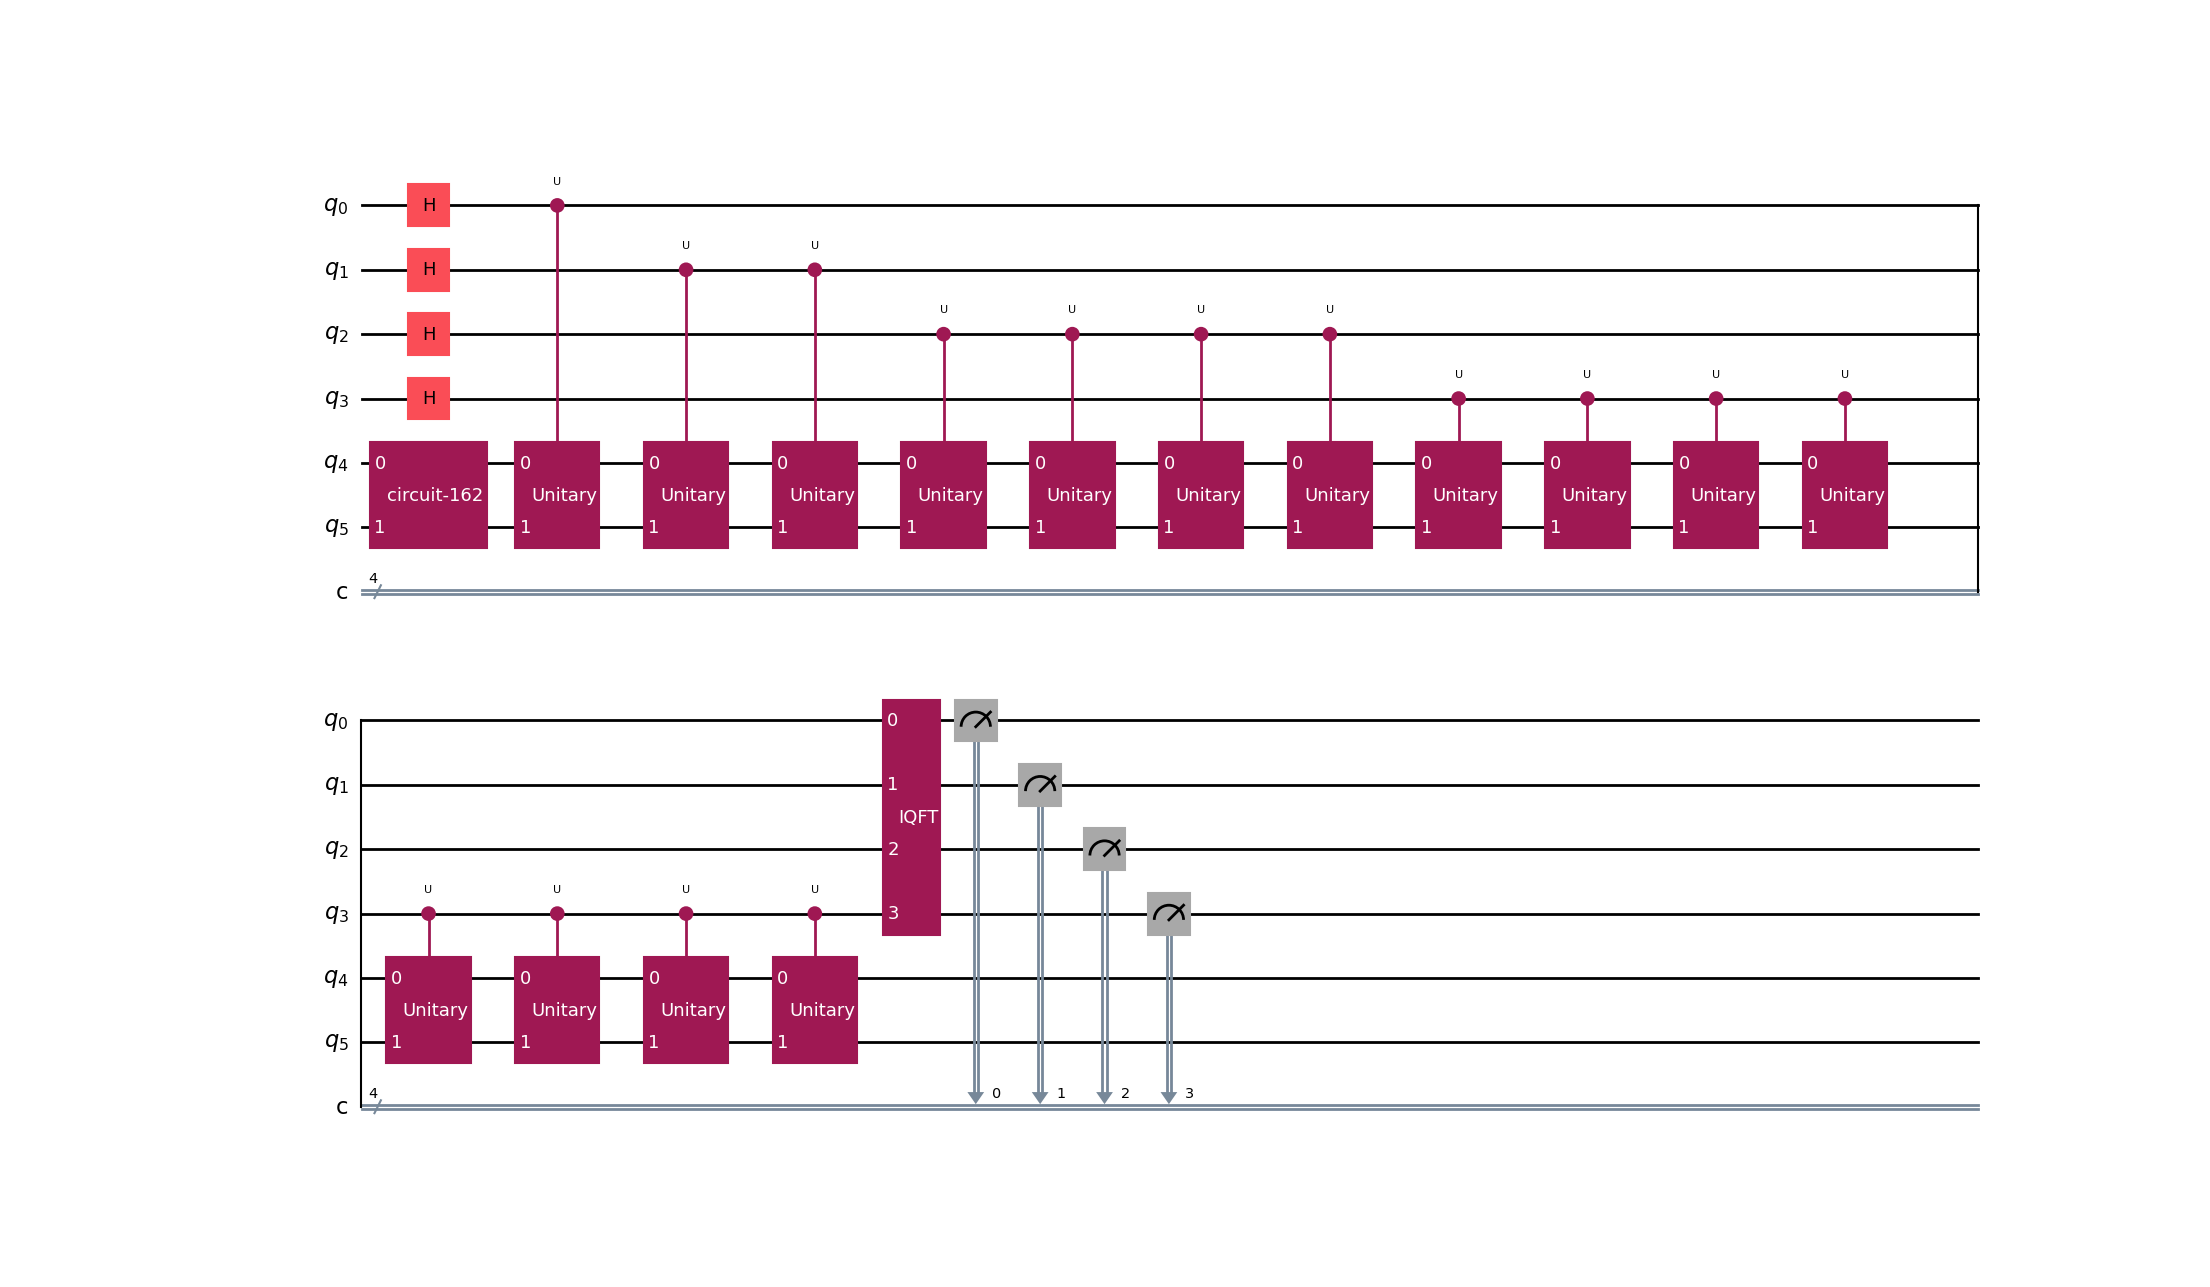 U
q0 H
U U
q1 H
U U U U
q2 H
U U U U
q3 H
q4 0 0 0 0 0 0 0 0 0 0 0 0
circuit-162 Unitary Unitary Unitary Unitary Unitary Unitary Unitary Unitary Unitary Unitary Unitary
q5 1 1 1 1 1 1 1 1 1 1 1 1
4
c
q0 0
q1 1
IQFT
q2 2
U U U U
q3 3
q4 0 0 0 0
Unitary Unitary Unitary Unitary
q5 1 1 1 1
4 0 1 2 3
c